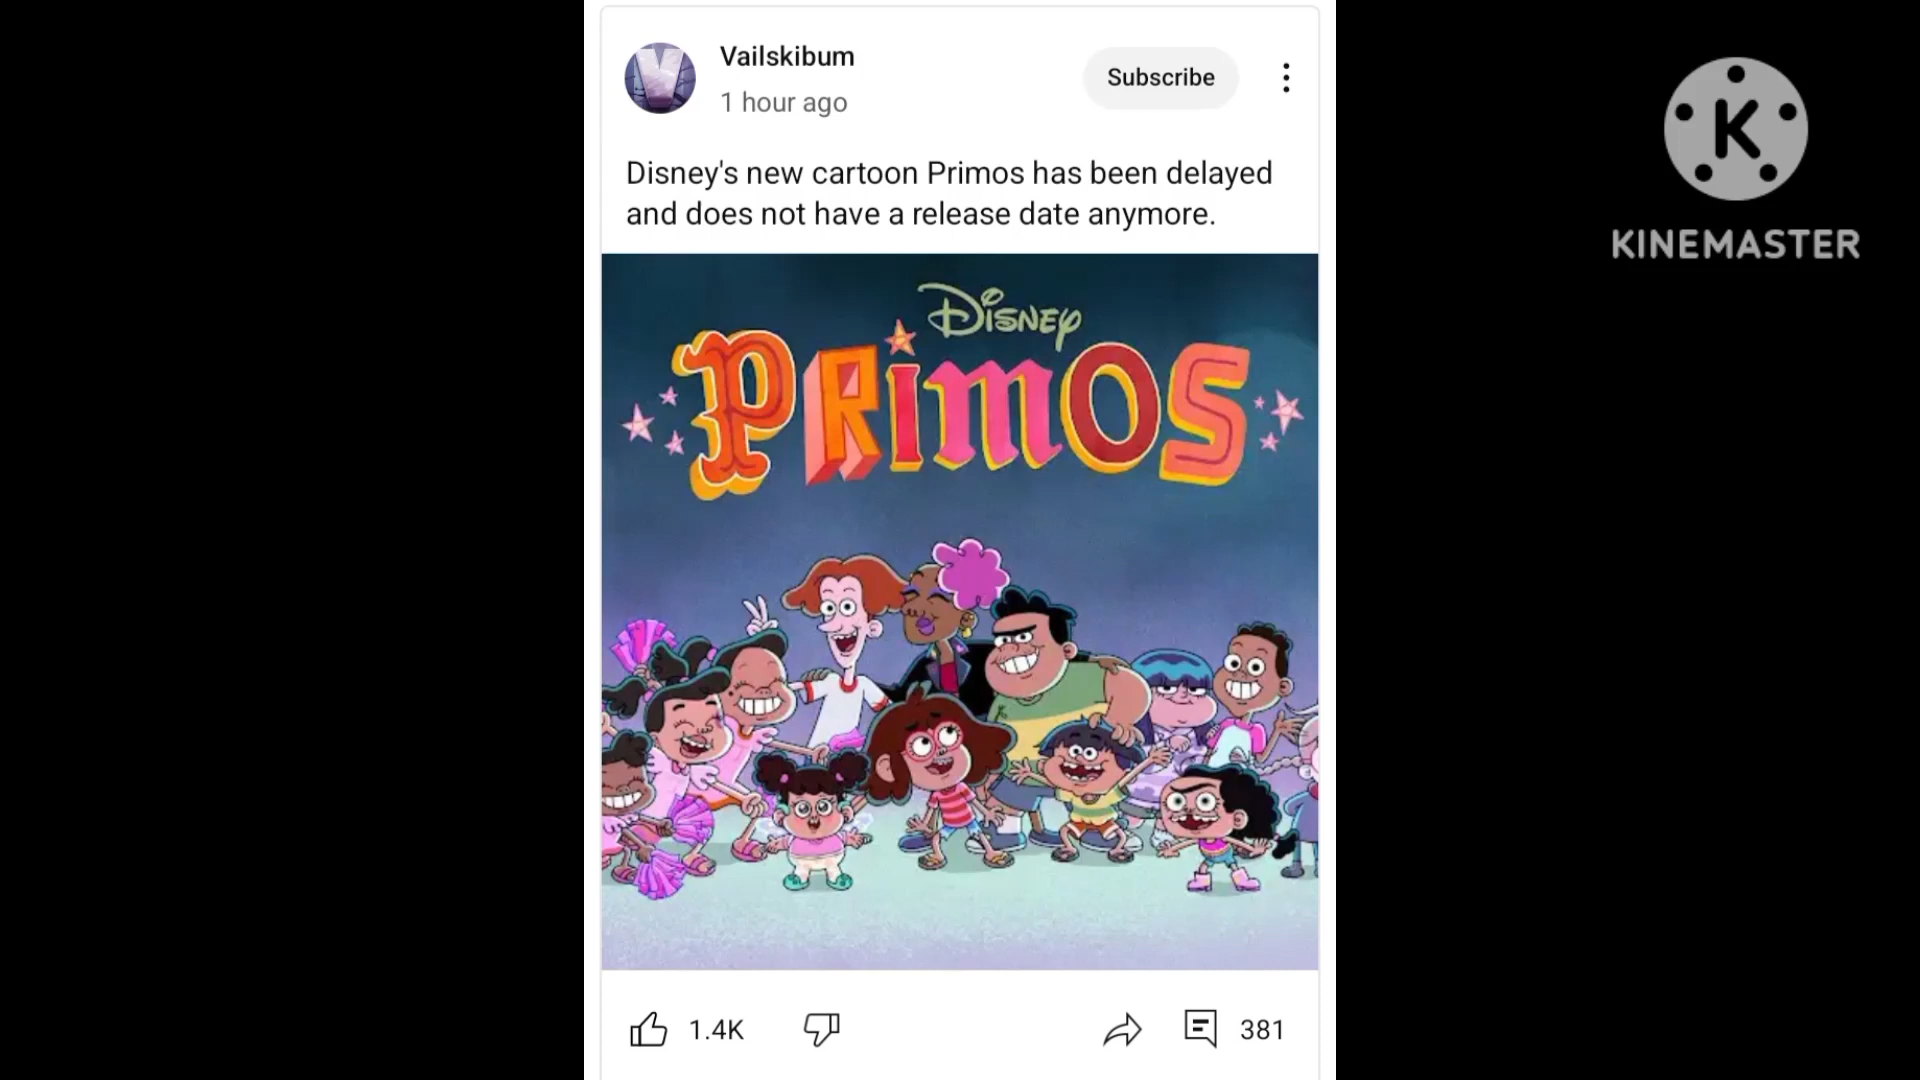 Vailskibum
1 hour ago
Subscribe
Disney's new cartoon Primos has been delayed
and does not have a release date anymore.
DISNEY
PRIMOS
1.4K
381
K
KINEMASTER